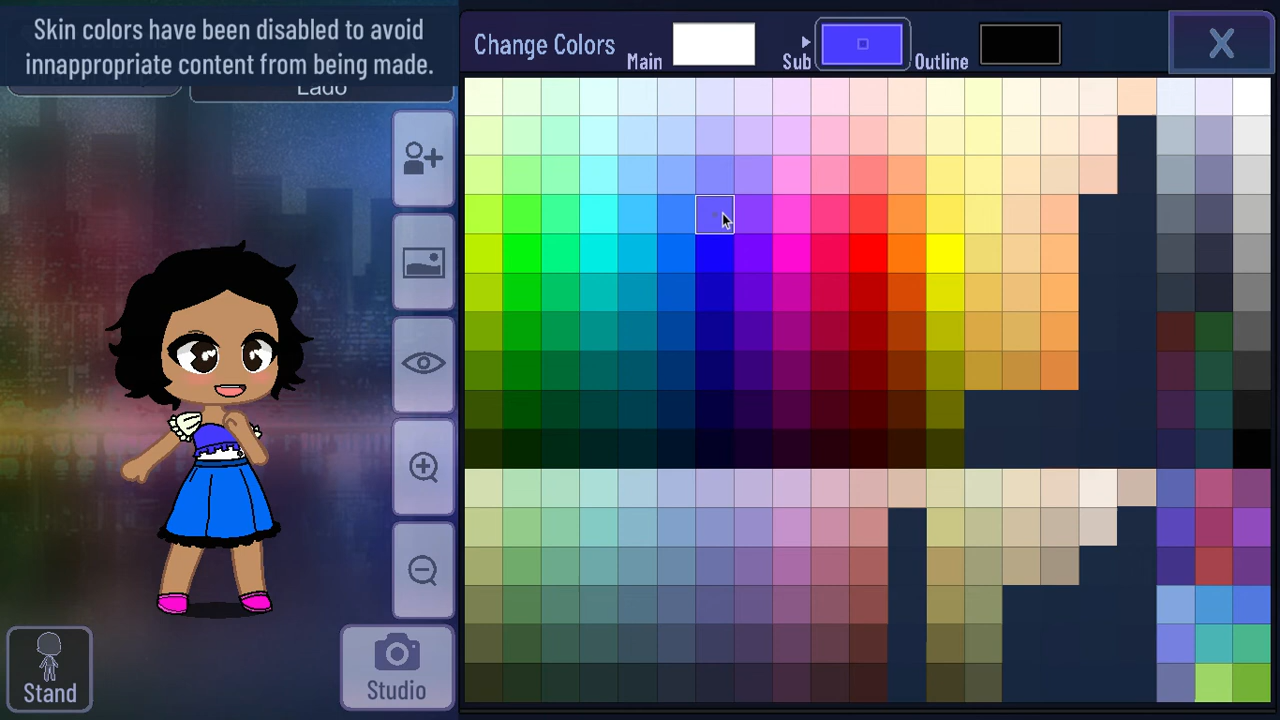 Skin colors have been disabled to avoid
innappropriate content from being made.
Lado
Change Colors
Main
Sub
Outline
X
Stand
Studio